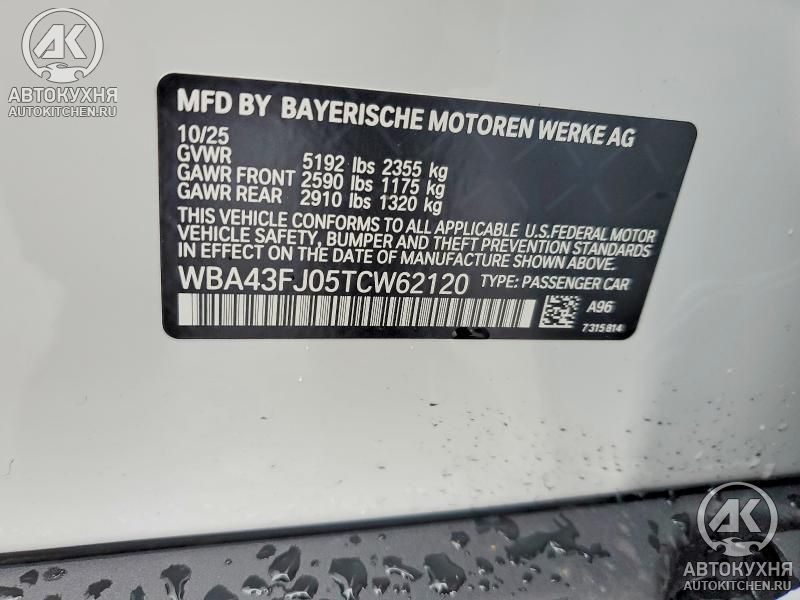 AK
АВТОКУХНЯ
AUTOKITCHEN.RU
MFD BY BAYERISCHE MOTOREN WERKE AG
10/25
GVWR 5192 lbs 2355 kg
GAWR FRONT 2590 lbs 1175 kg
GAWR REAR 2910 lbs 1320 kg
THIS VEHICLE CONFORMS TO ALL APPLICABLE U.S.FEDERAL MOTOR
VEHICLE SAFETY, BUMPER AND THEFT PREVENTION STANDARDS
IN EFFECT ON THE DATE OF MANUFACTURE SHOWN ABOVE.
WBA43FJ05TCW62120 TYPE: PASSENGER CAR
A96
7315814
AK
АВТОКУХНЯ
AUTOKITCHEN.RU